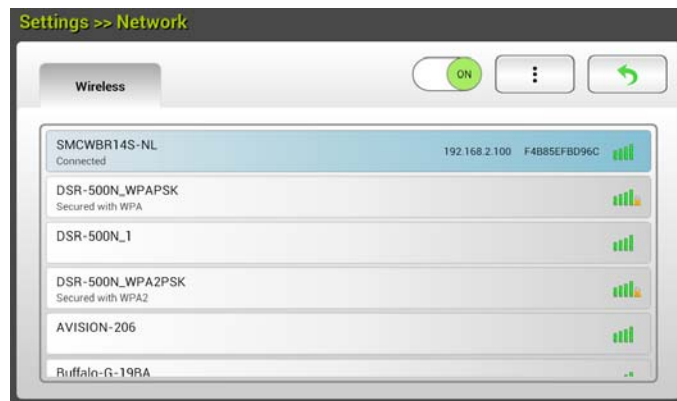 Settings >> Network
Wireless
ON
SMCWBR14S-NL
Connected
192.168.2.100 F4B85EFBD96C
DSR-500N_WPAPSK
Secured with WPA
DSR-500N_1
DSR-500N_WPA2PSK
Secured with WPA2
AVISION-206
Buffalo-G-19BA